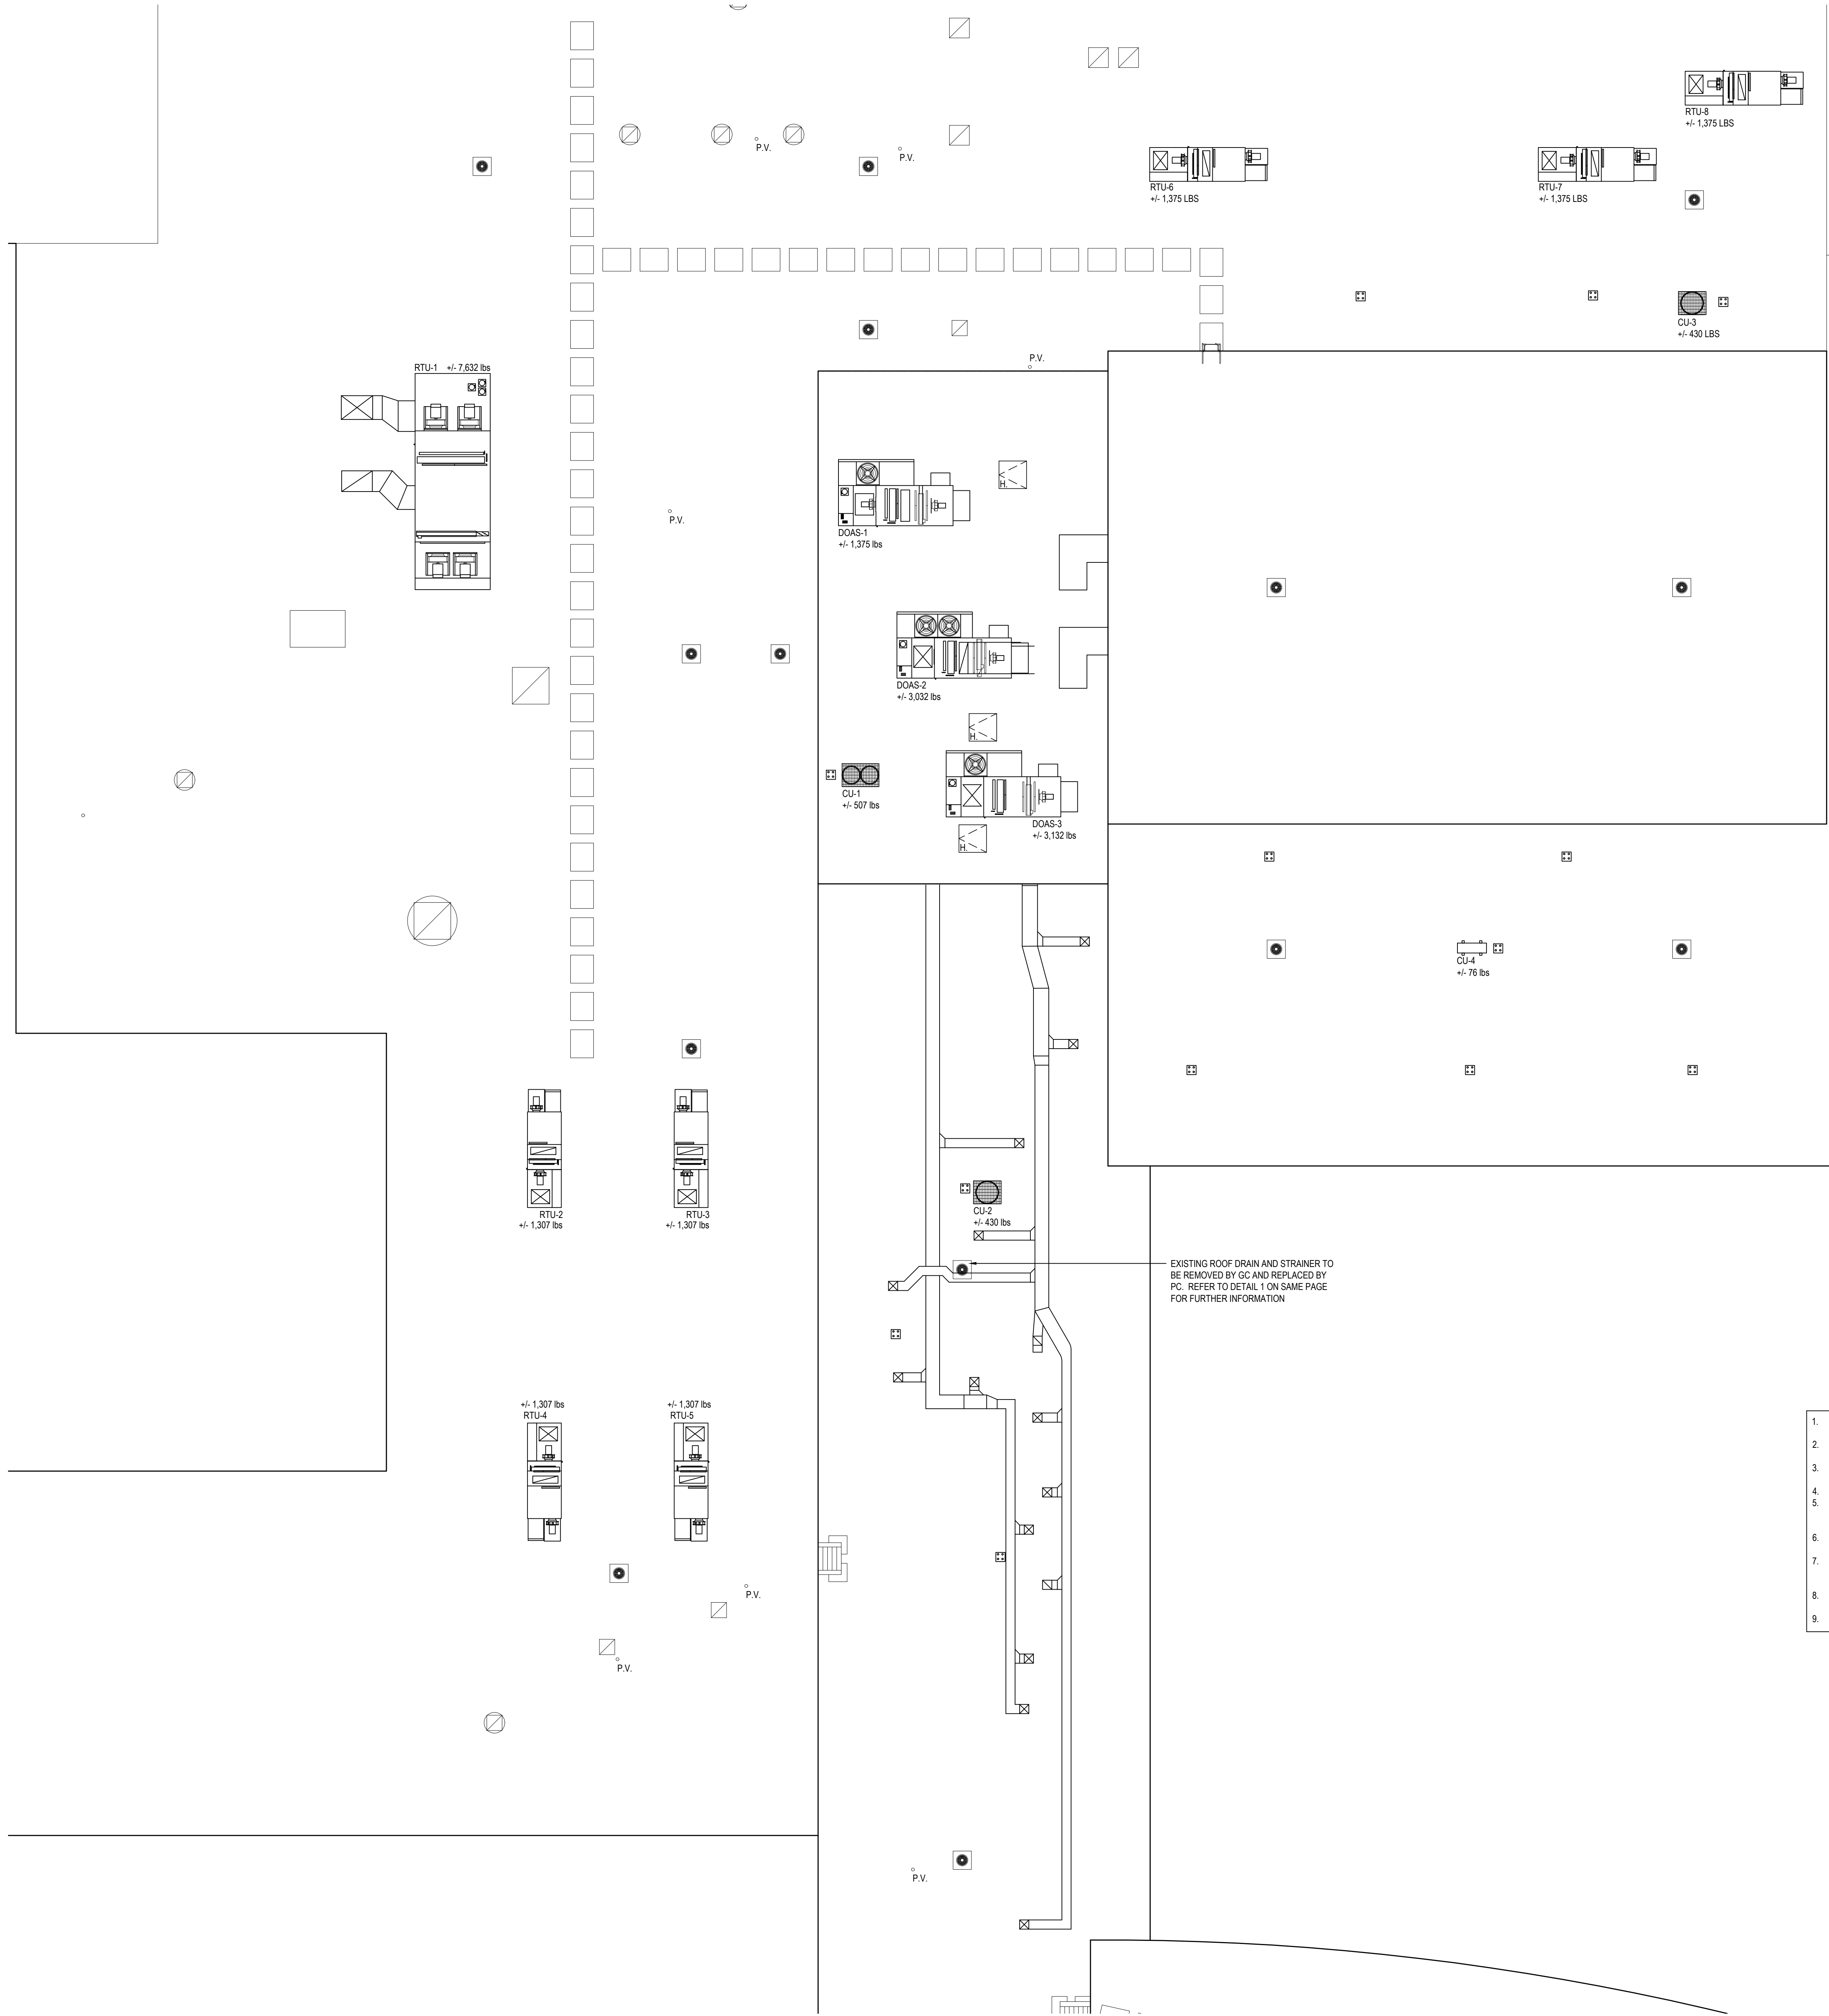 RTU-8
+/- 1,375 LBS
P.V.
P.V.
RTU-6
+/- 1,375 LBS
RTU-7
+/- 1,375 LBS
CU-3
+/- 430 LBS
P.V.
RTU-1 +/- 7,632 lbs
H.
P.V.
DOAS-1
+/- 1,375 lbs
DOAS-2
+/- 3,032 lbs
H.
CU-1
+/- 507 lbs
DOAS-3
+/- 3,132 lbs
H.
CU-4
+/- 76 lbs
RTU-2
+/- 1,307 lbs
RTU-3
+/- 1,307 lbs
CU-2
+/- 430 lbs
EXISTING ROOF DRAIN AND STRAINER TO
BE REMOVED BY GC AND REPLACED BY
PC. REFER TO DETAIL 1 ON SAME PAGE
FOR FURTHER INFORMATION
+/- 1,307 lbs
RTU-4
+/- 1,307 lbs
RTU-5
1.
2.
3.
4.
5.
6.
7.
8.
9.
P.V.
P.V.
P.V.